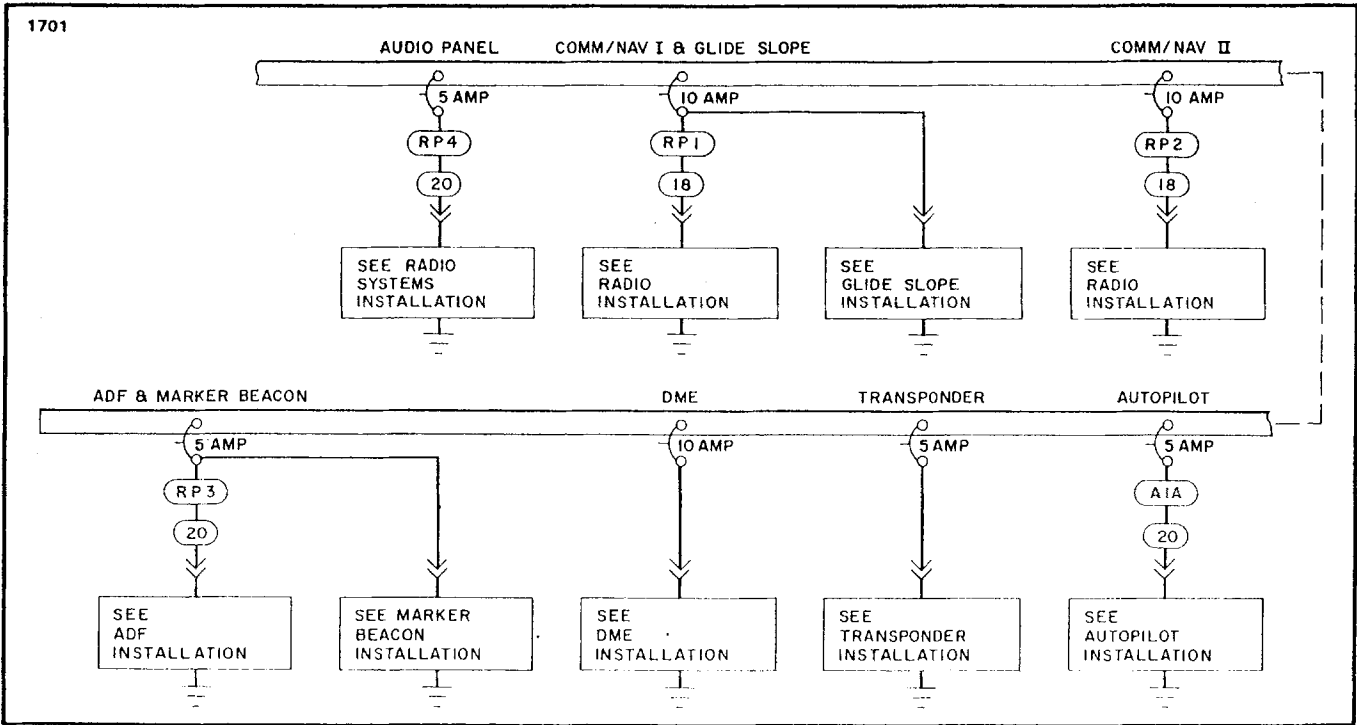 1701
AUDIO PANEL COMM/NAV I & GLIDE SLOPE COMM/NAV II
5 AMP 10 AMP 10 AMP
RP4 RP1 RP2
20 18 18
SEE RADIO SEE SEE SEE
SYSTEMS RADIO GLIDE SLOPE RADIO
INSTALLATION INSTALLATION INSTALLATION INSTALLATION
ADF & MARKER BEACON DME TRANSPONDER AUTOPILOT
5 AMP 10 AMP 5 AMP 5 AMP
RP3 A1A
20 20
SEE SEE MARKER SEE SEE SEE
ADF BEACON DME TRANSPONDER AUTOPILOT
INSTALLATION INSTALLATION INSTALLATION INSTALLATION INSTALLATION